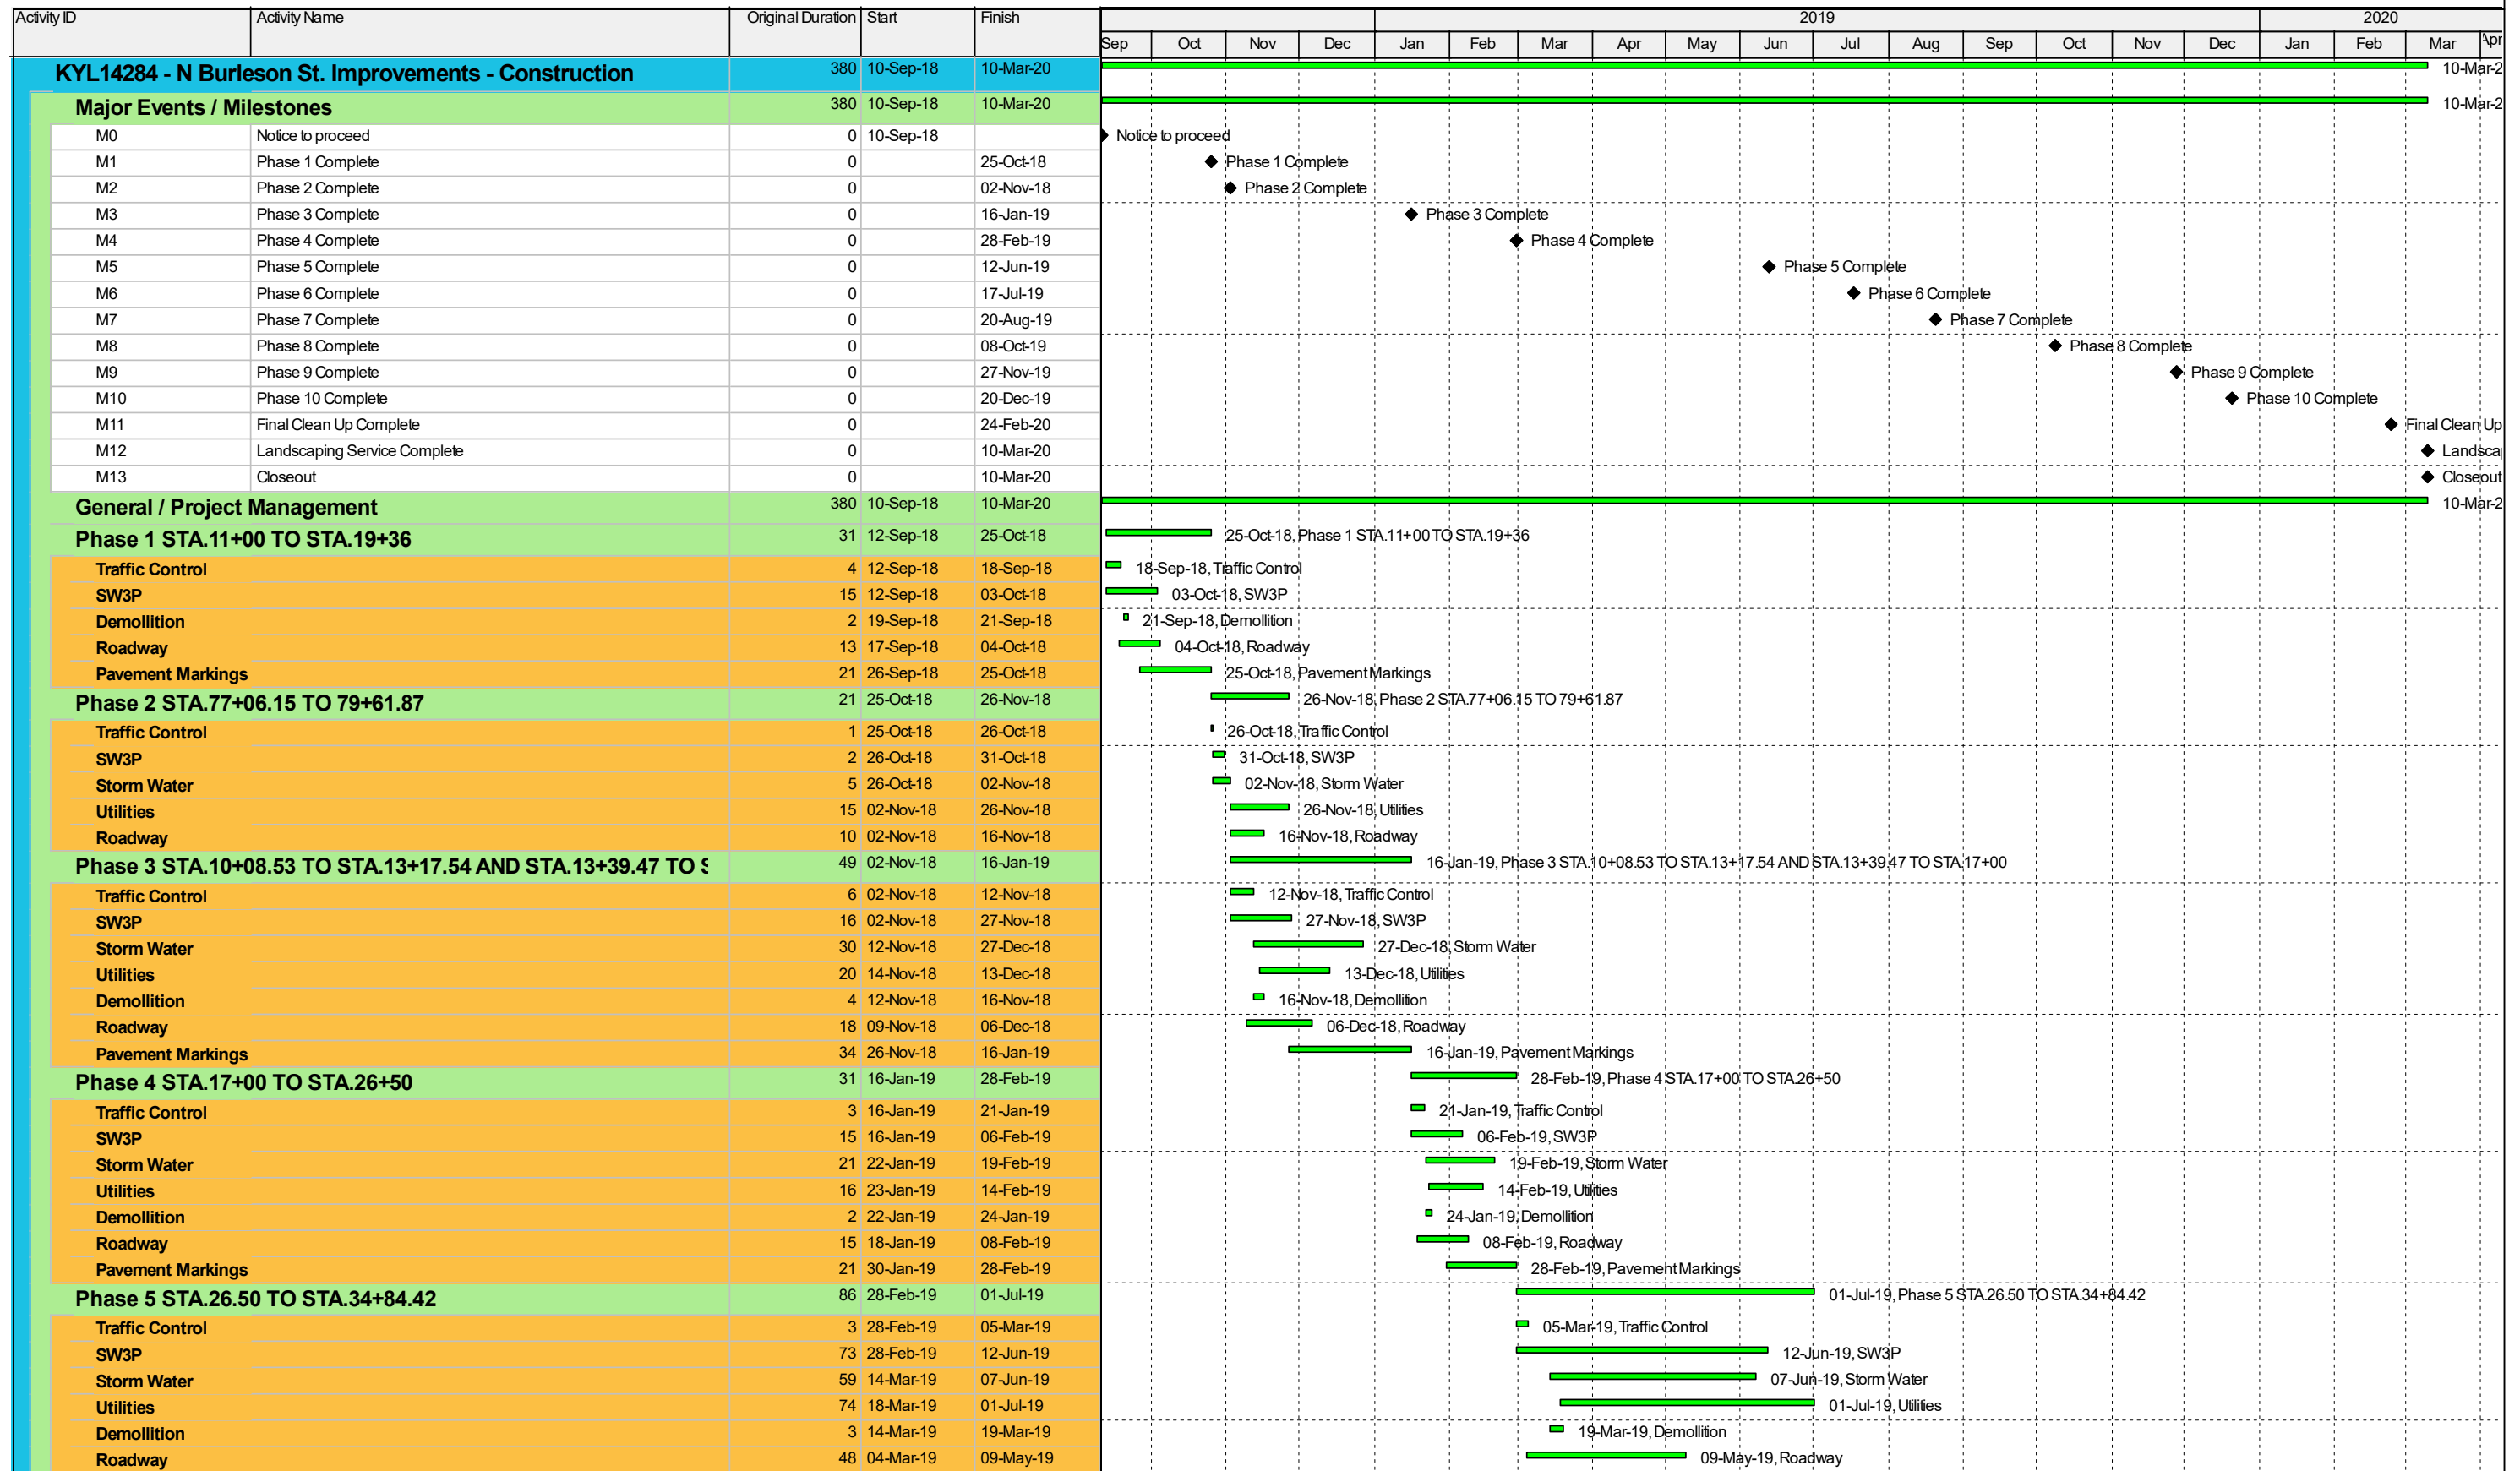 Activity ID Activity Name Original Duration Start Finish 2019 2020
Sep Oct Nov Dec Jan Feb Mar Apr May Jun Jul Aug Sep Oct Nov Dec Jan Feb Mar Apr
KYL14284 - N Burleson St. Improvements - Construction 380 10-Sep-18 10-Mar-20 10-Mar-2
Major Events / Milestones 380 10-Sep-18 10-Mar-20 10-Mar-2
M0 Notice to proceed 0 10-Sep-18 Notice to proceed
M1 Phase 1 Complete 0 25-Oct-18 Phase 1 Complete
M2 Phase 2 Complete 0 02-Nov-18 Phase 2 Complete
M3 Phase 3 Complete 0 16-Jan-19 Phase 3 Complete
M4 Phase 4 Complete 0 28-Feb-19 Phase 4 Complete
M5 Phase 5 Complete 0 12-Jun-19 Phase 5 Complete
M6 Phase 6 Complete 0 17-Jul-19 Phase 6 Complete
M7 Phase 7 Complete 0 20-Aug-19 Phase 7 Complete
M8 Phase 8 Complete 0 08-Oct-19 Phase 8 Complete
M9 Phase 9 Complete 0 27-Nov-19 Phase 9 Complete
M10 Phase 10 Complete 0 20-Dec-19 Phase 10 Complete
M11 Final Clean Up Complete 0 24-Feb-20 Final Clean Up
M12 Landscaping Service Complete 0 10-Mar-20 Landsca
M13 Closeout 0 10-Mar-20 Closeout
General / Project Management 380 10-Sep-18 10-Mar-20 10-Mar-2
Phase 1 STA.11+00 TO STA.19+36 31 12-Sep-18 25-Oct-18 25-Oct-18, Phase 1 STA.11+00 TO STA.19+36
Traffic Control 4 12-Sep-18 18-Sep-18 18-Sep-18, Traffic Control
SW3P 15 12-Sep-18 03-Oct-18 03-Oct-18, SW3P
Demollition 2 19-Sep-18 21-Sep-18 21-Sep-18, Demollition
Roadway 13 17-Sep-18 04-Oct-18 04-Oct-18, Roadway
Pavement Markings 21 26-Sep-18 25-Oct-18 25-Oct-18, Pavement Markings
Phase 2 STA.77+06.15 TO 79+61.87 21 25-Oct-18 26-Nov-18 26-Nov-18, Phase 2 STA.77+06.15 TO 79+61.87
Traffic Control 1 25-Oct-18 26-Oct-18 26-Oct-18, Traffic Control
SW3P 2 26-Oct-18 31-Oct-18 31-Oct-18, SW3P
Storm Water 5 26-Oct-18 02-Nov-18 02-Nov-18, Storm Water
Utilities 15 02-Nov-18 26-Nov-18 26-Nov-18, Utilities
Roadway 10 02-Nov-18 16-Nov-18 16-Nov-18, Roadway
Phase 3 STA.10+08.53 TO STA.13+17.54 AND STA.13+39.47 TO S 49 02-Nov-18 16-Jan-19 16-Jan-19, Phase 3 STA.10+08.53 TO STA.13+17.54 AND STA.13+39.47 TO STA.17+00
Traffic Control 6 02-Nov-18 12-Nov-18 12-Nov-18, Traffic Control
SW3P 16 02-Nov-18 27-Nov-18 27-Nov-18, SW3P
Storm Water 30 12-Nov-18 27-Dec-18 27-Dec-18, Storm Water
Utilities 20 14-Nov-18 13-Dec-18 13-Dec-18, Utilities
Demollition 4 12-Nov-18 16-Nov-18 16-Nov-18, Demollition
Roadway 18 09-Nov-18 06-Dec-18 06-Dec-18, Roadway
Pavement Markings 34 26-Nov-18 16-Jan-19 16-Jan-19, Pavement Markings
Phase 4 STA.17+00 TO STA.26+50 31 16-Jan-19 28-Feb-19 28-Feb-19, Phase 4 STA.17+00 TO STA.26+50
Traffic Control 3 16-Jan-19 21-Jan-19 21-Jan-19, Traffic Control
SW3P 15 16-Jan-19 06-Feb-19 06-Feb-19, SW3P
Storm Water 21 22-Jan-19 19-Feb-19 19-Feb-19, Storm Water
Utilities 16 23-Jan-19 14-Feb-19 14-Feb-19, Utilities
Demollition 2 22-Jan-19 24-Jan-19 24-Jan-19, Demollition
Roadway 15 18-Jan-19 08-Feb-19 08-Feb-19, Roadway
Pavement Markings 21 30-Jan-19 28-Feb-19 28-Feb-19, Pavement Markings
Phase 5 STA.26.50 TO STA.34+84.42 86 28-Feb-19 01-Jul-19 01-Jul-19, Phase 5 STA.26.50 TO STA.34+84.42
Traffic Control 3 28-Feb-19 05-Mar-19 05-Mar-19, Traffic Control
SW3P 73 28-Feb-19 12-Jun-19 12-Jun-19, SW3P
Storm Water 59 14-Mar-19 07-Jun-19 07-Jun-19, Storm Water
Utilities 74 18-Mar-19 01-Jul-19 01-Jul-19, Utilities
Demollition 3 14-Mar-19 19-Mar-19 19-Mar-19, Demollition
Roadway 48 04-Mar-19 09-May-19 09-May-19, Roadway